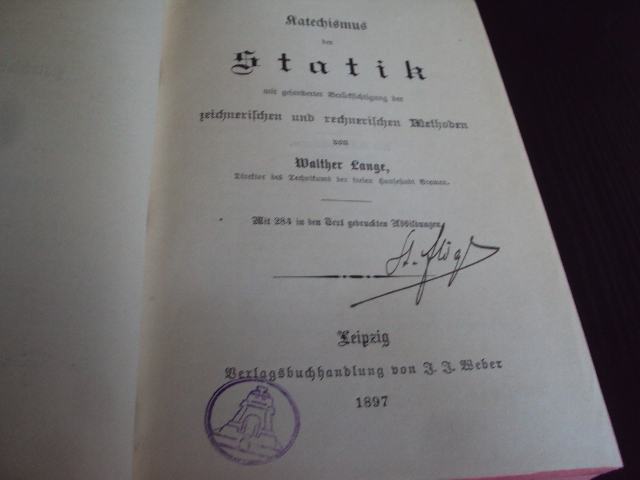 Katechismus
der
Statik
mit gesonderter Berücksichtigung der
zeichnerischen und rechnerischen Methoden
von
Walther Lange,
Direktor des Technikums der freien Hansestadt Bremen.
Mit 284 in den Text gedruckten Abbildungen
Leipzig
Verlagsbuchhandlung von J. J. Weber
1897